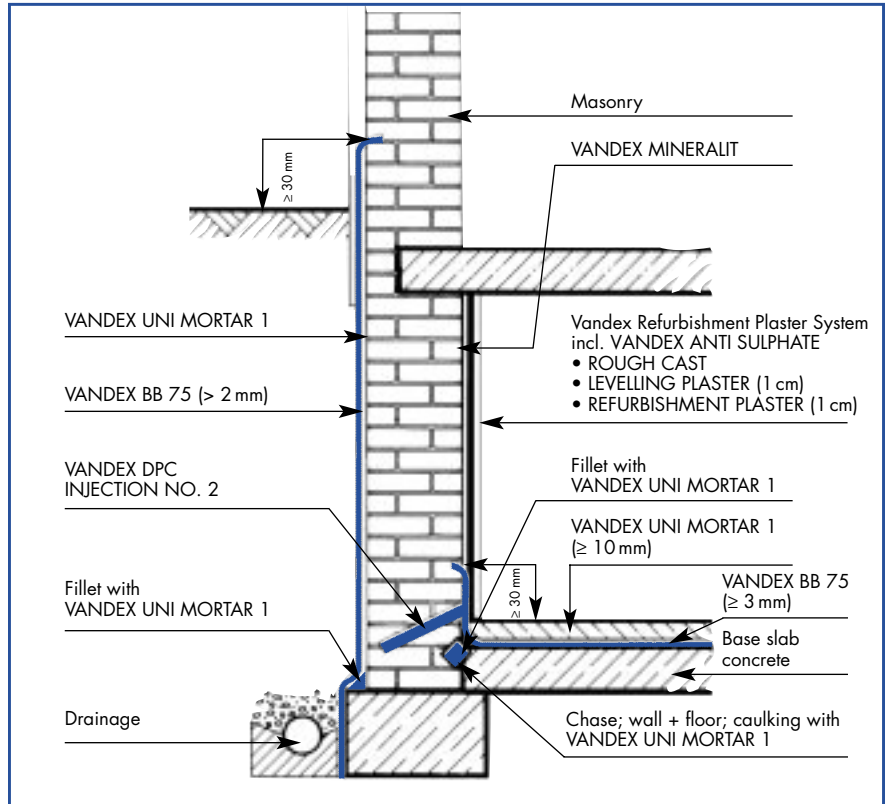 Masonry
VANDEX MINERALIT
≥ 30 mm
VANDEX UNI MORTAR 1
VANDEX BB 75 (> 2 mm)
VANDEX DPC
INJECTION NO. 2
Fillet with
VANDEX UNI MORTAR 1
Drainage
Vandex Refurbishment Plaster System
incl. VANDEX ANTI SULPHATE
• ROUGH CAST
• LEVELLING PLASTER (1 cm)
• REFURBISHMENT PLASTER (1 cm)
Fillet with
VANDEX UNI MORTAR 1
VANDEX UNI MORTAR 1
(≥ 10 mm)
≥ 30 mm
VANDEX BB 75
(≥ 3 mm)
Base slab
concrete
Chase; wall + floor; caulking with
VANDEX UNI MORTAR 1